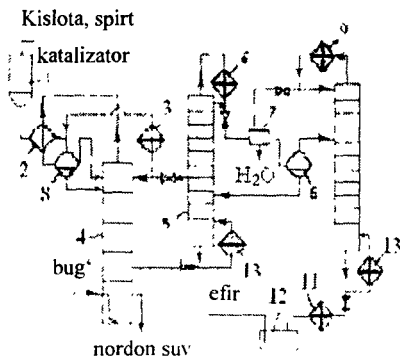 Kislota, spirt
katalizator
9
3
7
2
8
H₂O
6
4
5
bug‘
13
13
11
efir
12
nordon suv